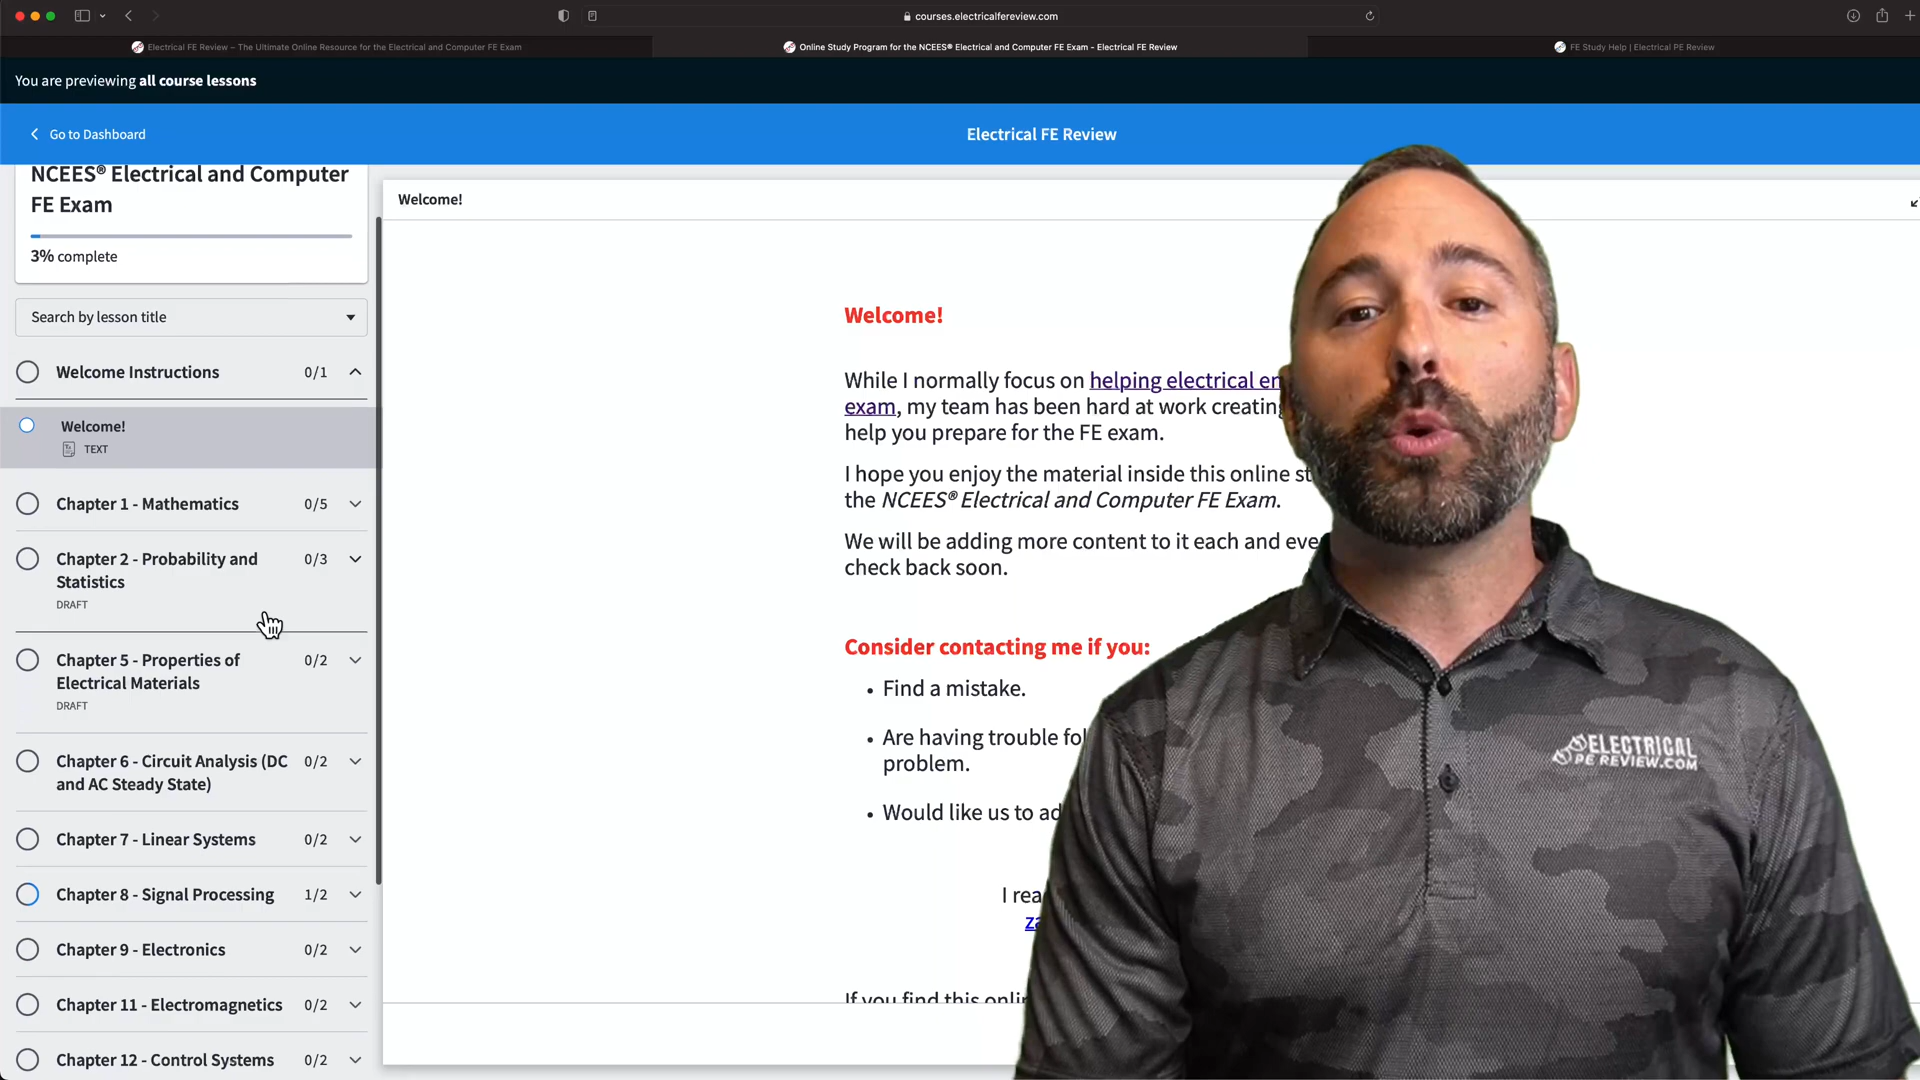 courses.electricalfereview.com
Electrical FE Review – The Ultimate Online Resource for the Electrical and Computer FE Exam
Online Study Program for the NCEES® Electrical and Computer FE Exam - Electrical FE Review
FE Study Help | Electrical PE Review
You are previewing all course lessons
Go to Dashboard
Electrical FE Review
NCEES® Electrical and Computer
FE Exam
3% complete
Search by lesson title
Welcome Instructions 0/1
Welcome!
TEXT
Chapter 1 - Mathematics 0/5
Chapter 2 - Probability and 0/3
Statistics
DRAFT
Chapter 5 - Properties of 0/2
Electrical Materials
DRAFT
Chapter 6 - Circuit Analysis (DC 0/2
and AC Steady State)
Chapter 7 - Linear Systems 0/2
Chapter 8 - Signal Processing 1/2
Chapter 9 - Electronics 0/2
Chapter 11 - Electromagnetics 0/2
Chapter 12 - Control Systems 0/2
Welcome!
Welcome!
While I normally focus on helping electrical
exam, my team has been hard at work creating
help you prepare for the FE exam.
I hope you enjoy the material inside this online
the NCEES® Electrical and Computer FE Exam.
We will be adding more content to it each and
check back soon.
Consider contacting me if you:
• Find a mistake.
• Are having trouble
problem.
• Would like us to
I
If you find this
ELECTRICAL
PE REVIEW.COM